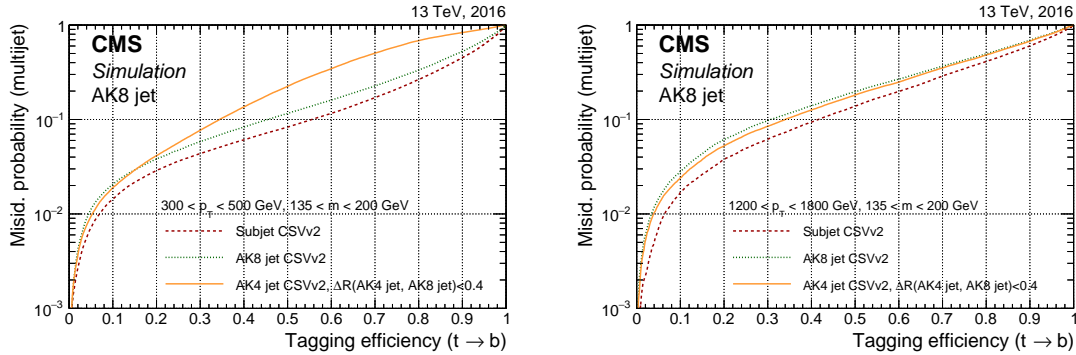 13 TeV, 2016
CMS
Simulation
AK8 jet
Misid. probability (multijet)
1
10⁻¹
10⁻²
10⁻³
300 < p_T < 500 GeV, 135 < m < 200 GeV
Subjet CSVv2
AK8 jet CSVv2
AK4 jet CSVv2, ΔR(AK4 jet, AK8 jet)<0.4
0 0.1 0.2 0.3 0.4 0.5 0.6 0.7 0.8 0.9 1
Tagging efficiency (t → b)
13 TeV, 2016
CMS
Simulation
AK8 jet
Misid. probability (multijet)
1
10⁻¹
10⁻²
10⁻³
1200 < p_T < 1800 GeV, 135 < m < 200 GeV
Subjet CSVv2
AK8 jet CSVv2
AK4 jet CSVv2, ΔR(AK4 jet, AK8 jet)<0.4
0 0.1 0.2 0.3 0.4 0.5 0.6 0.7 0.8 0.9 1
Tagging efficiency (t → b)